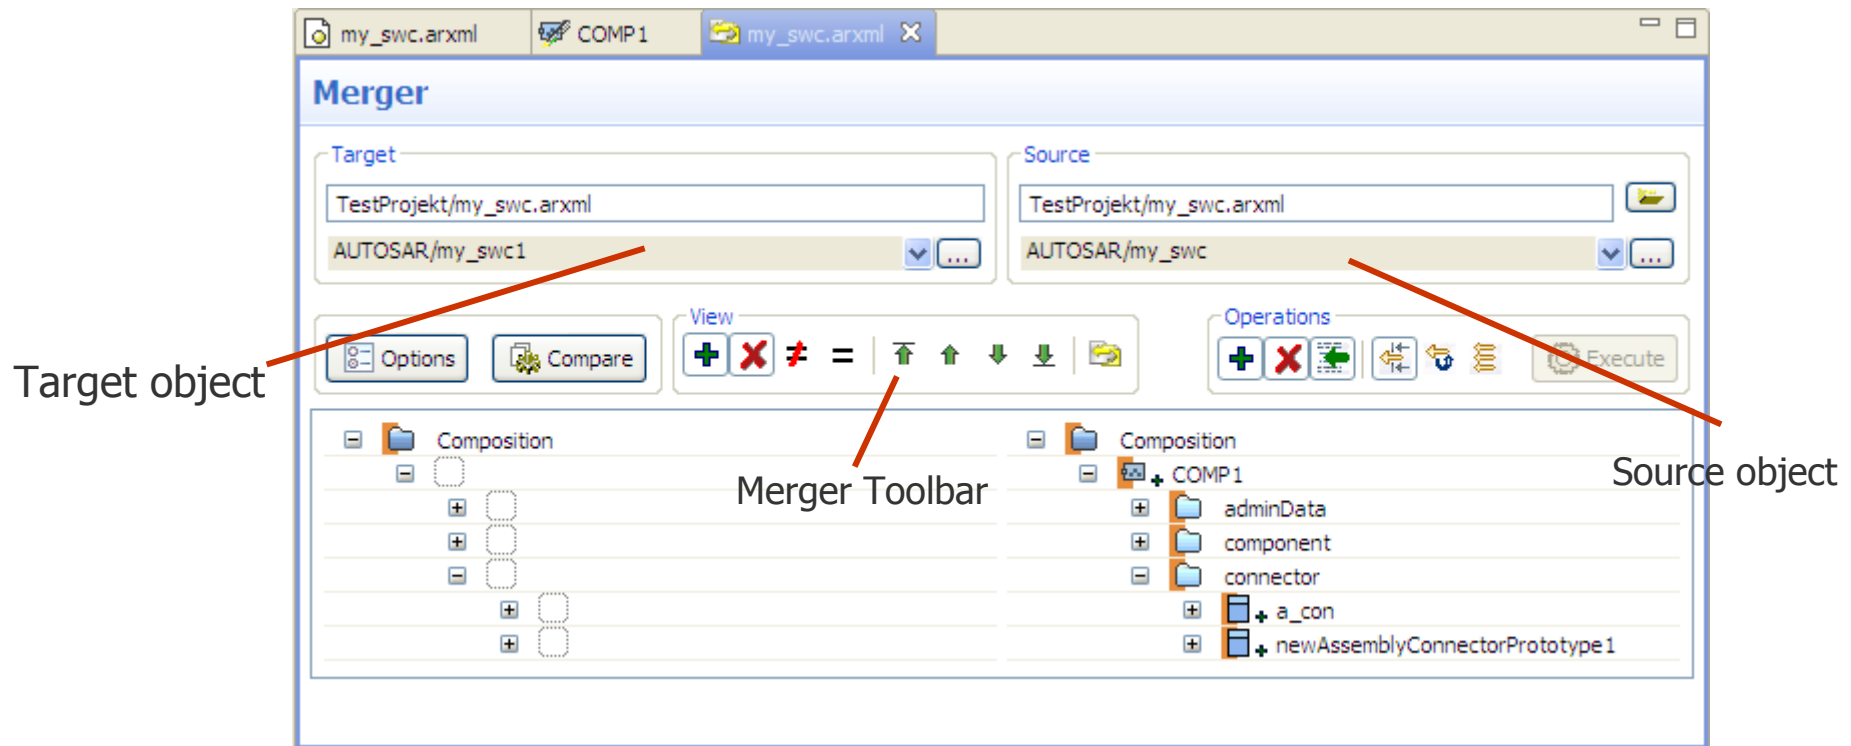 my_swc.arxml COMP1 my_swc.arxml
Merger
Target Source
TestProjekt/my_swc.arxml TestProjekt/my_swc.arxml
AUTOSAR/my_swc1 ... AUTOSAR/my_swc ...
View Operations
Options Compare Execute
Target object
Composition Composition
Merger Toolbar
Source object
COMP1
adminData
component
connector
a_con
newAssemblyConnectorPrototype1